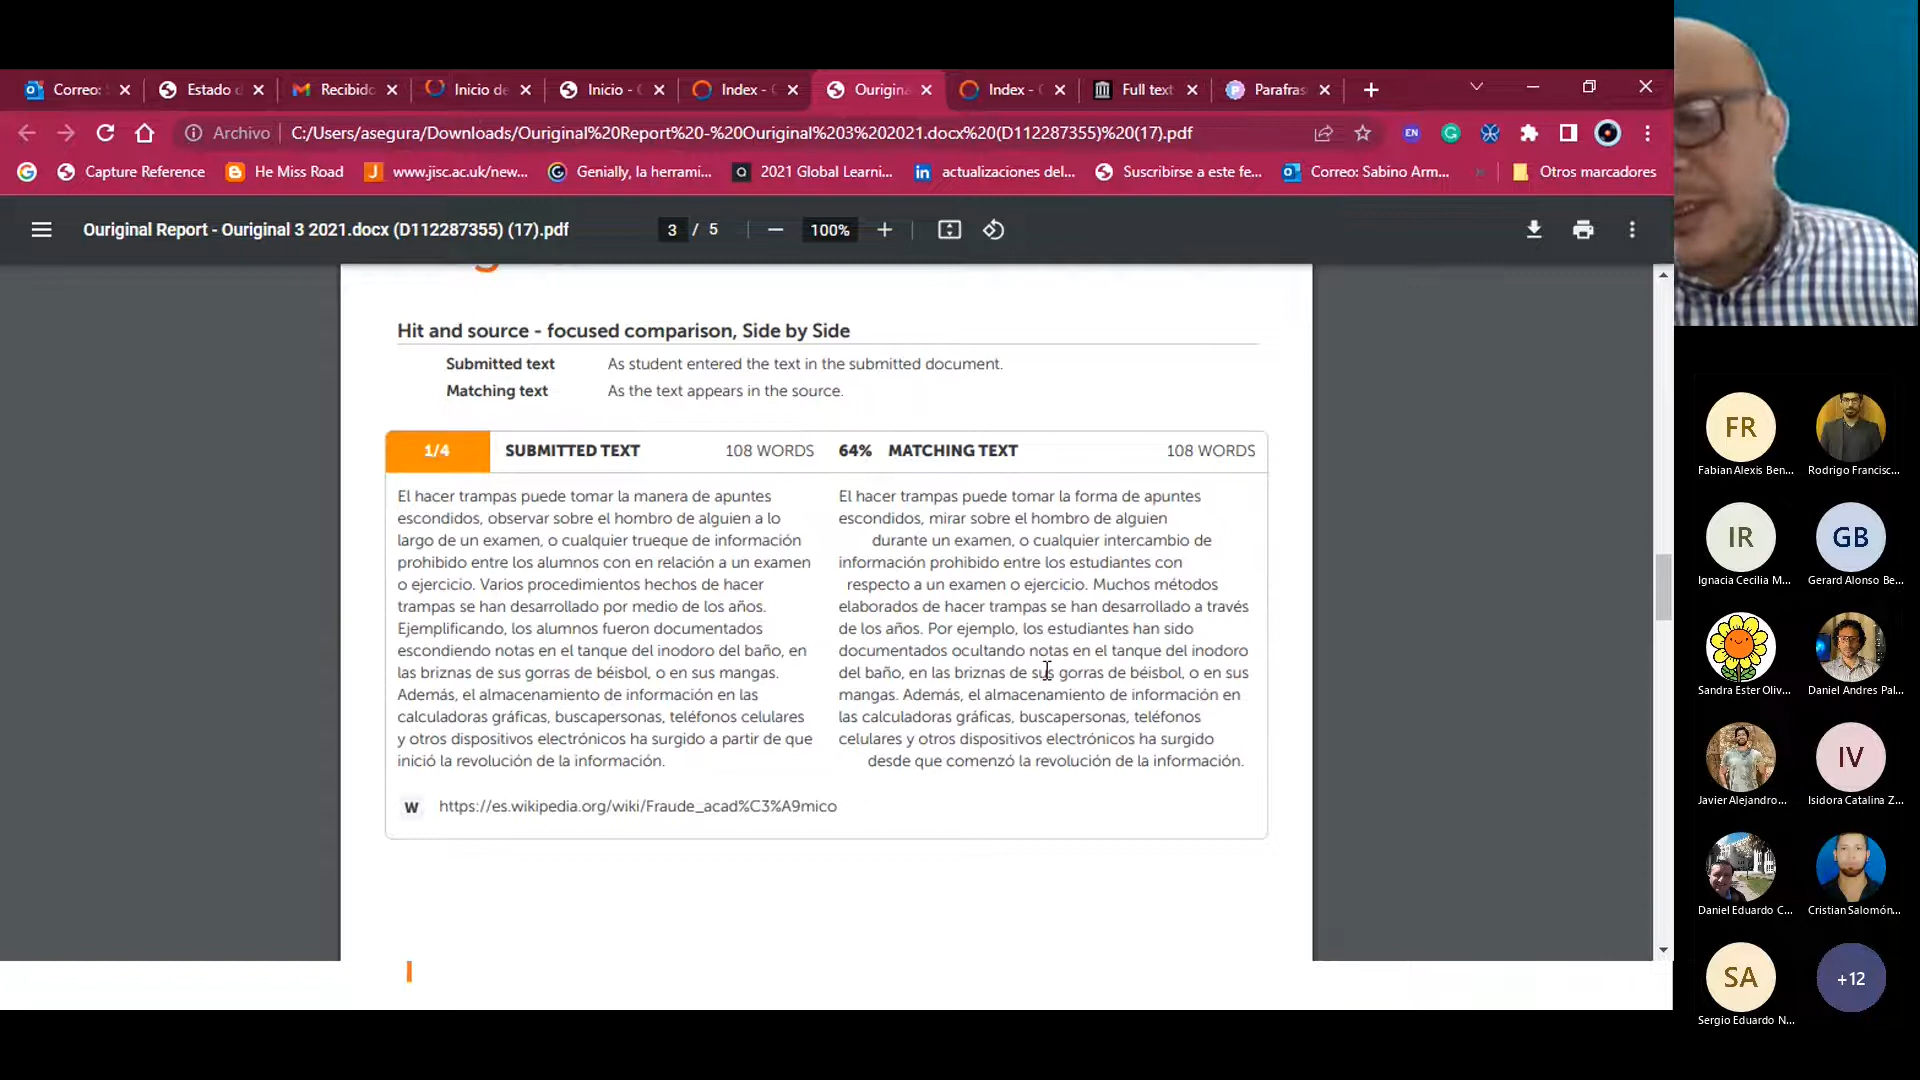 Correo:
Estado d
Recibido
Inicio de
Inicio - (
Index -
Ourigina
Index -
Full text
Parafras
Archivo
C:/Users/asegura/Downloads/Ouriginal%20Report%20-%20Ouriginal%203%202021.docx%20(D112287355)%20(17).pdf
EN
Capture Reference
He Miss Road
www.jisc.ac.uk/new...
Genially, la herrami...
2021 Global Learni...
actualizaciones del...
Suscribirse a este fe...
Correo: Sabino Arm...
»
Otros marcadores
Ouriginal Report - Ouriginal 3 2021.docx (D112287355) (17).pdf
3 / 5
100%
Hit and source - focused comparison, Side by Side
Submitted text As student entered the text in the submitted document.
Matching text As the text appears in the source.
1/4 SUBMITTED TEXT 108 WORDS 64% MATCHING TEXT 108 WORDS
El hacer trampas puede tomar la manera de apuntes
escondidos, observar sobre el hombro de alguien a lo
largo de un examen, o cualquier trueque de información
prohibido entre los alumnos con en relación a un examen
o ejercicio. Varios procedimientos hechos de hacer
trampas se han desarrollado por medio de los años.
Ejemplificando, los alumnos fueron documentados
escondiendo notas en el tanque del inodoro del baño, en
las briznas de sus gorras de béisbol, o en sus mangas.
Además, el almacenamiento de información en las
calculadoras gráficas, buscapersonas, teléfonos celulares
y otros dispositivos electrónicos ha surgido a partir de que
inició la revolución de la información.
El hacer trampas puede tomar la forma de apuntes
escondidos, mirar sobre el hombro de alguien
durante un examen, o cualquier intercambio de
información prohibido entre los estudiantes con
respecto a un examen o ejercicio. Muchos métodos
elaborados de hacer trampas se han desarrollado a través
de los años. Por ejemplo, los estudiantes han sido
documentados ocultando notas en el tanque del inodoro
del baño, en las briznas de sus gorras de béisbol, o en sus
mangas. Además, el almacenamiento de información en
las calculadoras gráficas, buscapersonas, teléfonos
celulares y otros dispositivos electrónicos ha surgido
desde que comenzó la revolución de la información.
W https://es.wikipedia.org/wiki/Fraude_acad%C3%A9mico
FR
Fabian Alexis Ben...
Rodrigo Francisc...
IR
Ignacia Cecilia M...
GB
Gerard Alonso Be...
Sandra Ester Oliv...
Daniel Andres Pal...
Javier Alejandro...
IV
Isidora Catalina Z...
Daniel Eduardo C...
Cristian Salomón...
SA
Sergio Eduardo N...
+12